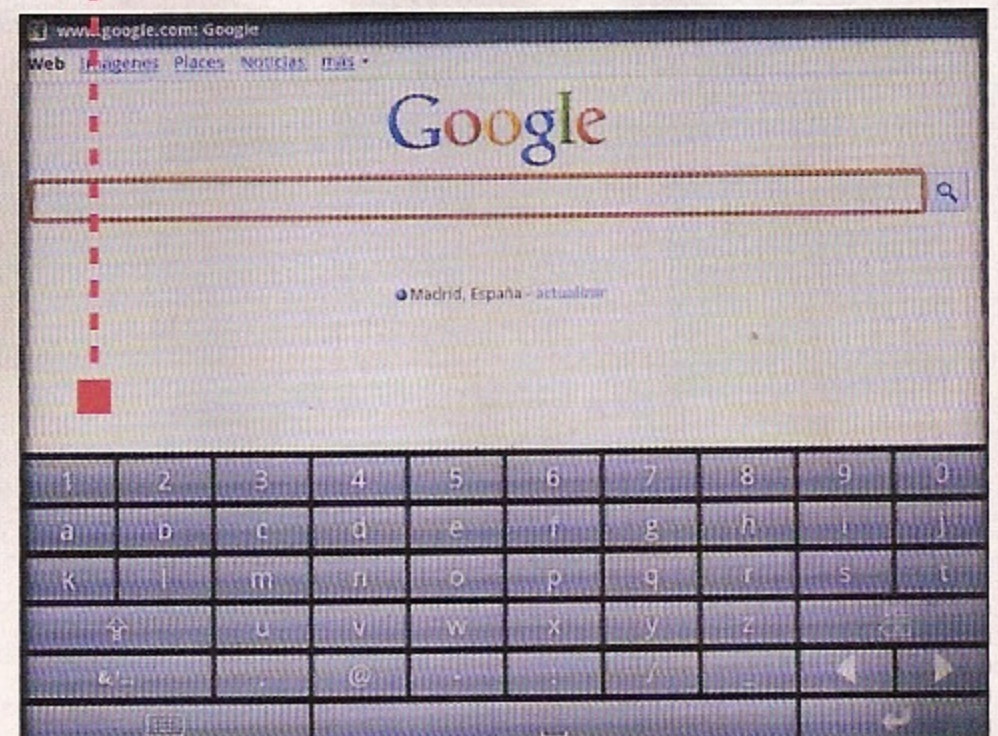 www.google.com: Google
Web Imágenes Places Noticias más
Google
Madrid, España - actualizar
1 2 3 4 5 6 7 8 9 0
a b c d e f g h i j
k l m n o p q r s t
u v w x y z
@ - : / _